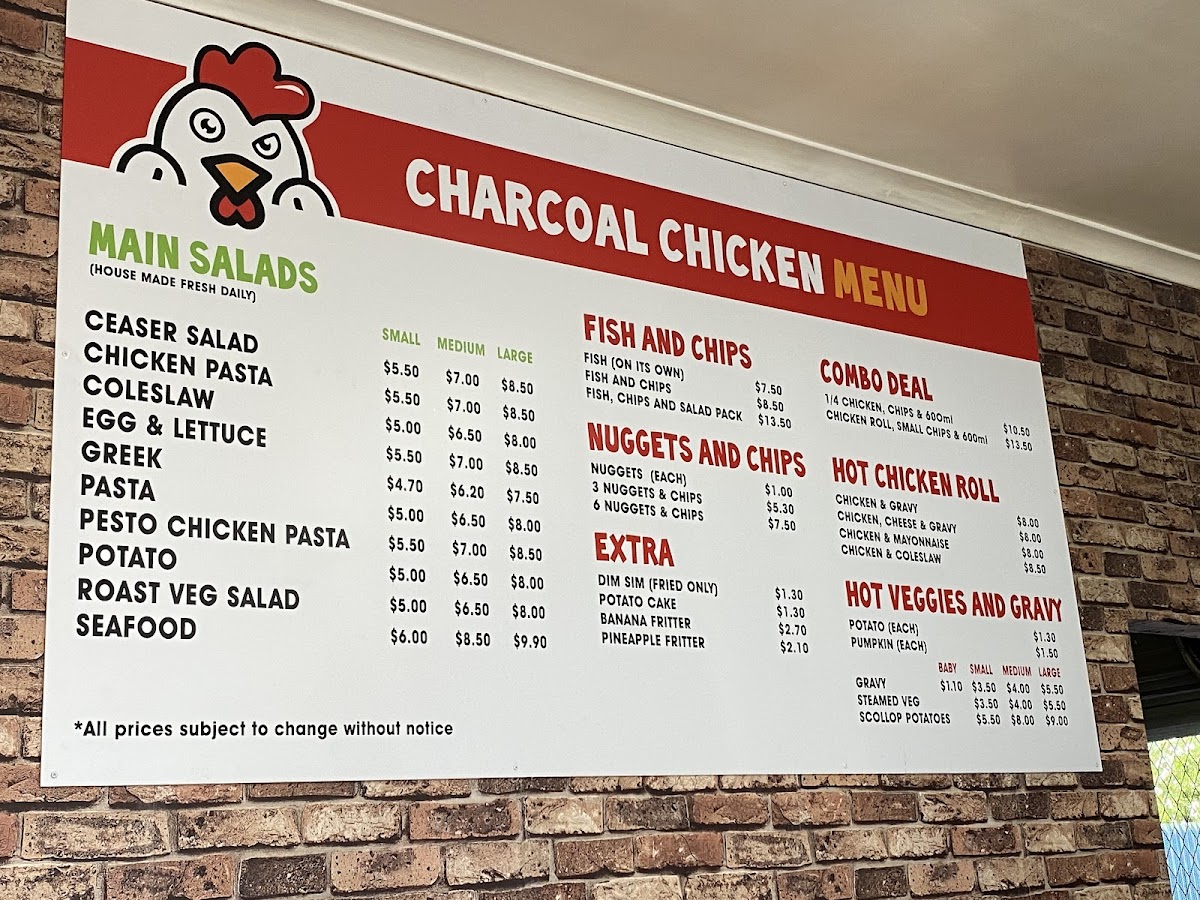 CHARCOAL CHICKEN MENU
MAIN SALADS
(HOUSE MADE FRESH DAILY)
SMALL MEDIUM LARGE
CEASER SALAD $5.50 $7.00 $8.50
CHICKEN PASTA $5.50 $7.00 $8.50
COLESLAW $5.00 $6.50 $8.00
EGG & LETTUCE $5.50 $7.00 $8.50
GREEK $4.70 $6.20 $7.50
PASTA $5.00 $6.50 $8.00
PESTO CHICKEN PASTA $5.50 $7.00 $8.50
POTATO $5.00 $6.50 $8.00
ROAST VEG SALAD $5.00 $6.50 $8.00
SEAFOOD $6.00 $8.50 $9.90
*All prices subject to change without notice
FISH AND CHIPS
FISH (ON ITS OWN) $7.50
FISH AND CHIPS $8.50
FISH, CHIPS AND SALAD PACK $13.50
NUGGETS AND CHIPS
NUGGETS (EACH) $1.00
3 NUGGETS & CHIPS $5.30
6 NUGGETS & CHIPS $7.50
EXTRA
DIM SIM (FRIED ONLY) $1.30
POTATO CAKE $1.30
BANANA FRITTER $2.70
PINEAPPLE FRITTER $2.10
COMBO DEAL
1/4 CHICKEN, CHIPS & 600ml $10.50
CHICKEN ROLL, SMALL CHIPS & 600ml $13.50
HOT CHICKEN ROLL
CHICKEN & GRAVY $8.00
CHICKEN, CHEESE & GRAVY $8.00
CHICKEN & MAYONNAISE $8.00
CHICKEN & COLESLAW $8.50
HOT VEGGIES AND GRAVY
POTATO (EACH) $1.30
PUMPKIN (EACH) $1.50
BABY SMALL MEDIUM LARGE
GRAVY $1.10 $3.50 $4.00 $5.50
STEAMED VEG $3.50 $4.00 $5.50
SCOLLOP POTATOES $5.50 $8.00 $9.00